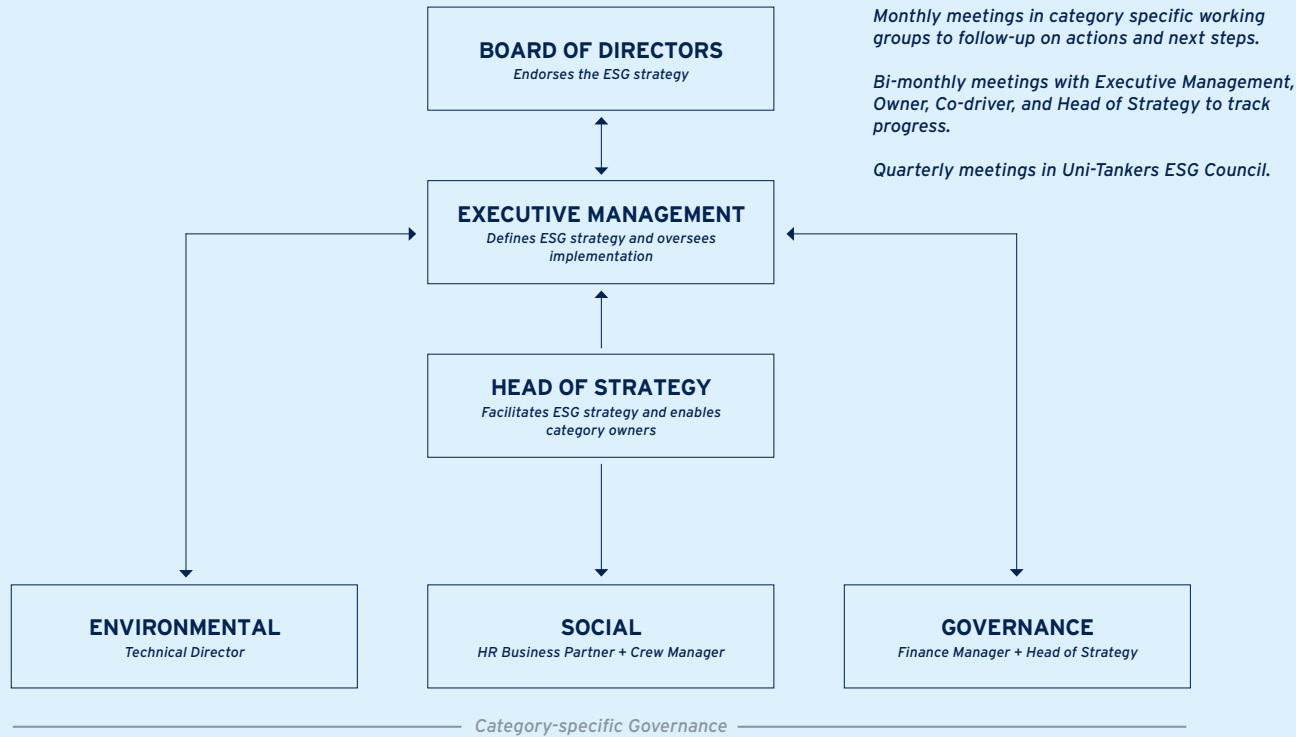 BOARD OF DIRECTORS
Endorses the ESG strategy
Monthly meetings in category specific working
groups to follow-up on actions and next steps.
Bi-monthly meetings with Executive Management,
Owner, Co-driver, and Head of Strategy to track
progress.
Quarterly meetings in Uni-Tankers ESG Council.
EXECUTIVE MANAGEMENT
Defines ESG strategy and oversees
implementation
HEAD OF STRATEGY
Facilitates ESG strategy and enables
category owners
ENVIRONMENTAL
Technical Director
SOCIAL
HR Business Partner + Crew Manager
GOVERNANCE
Finance Manager + Head of Strategy
Category-specific Governance